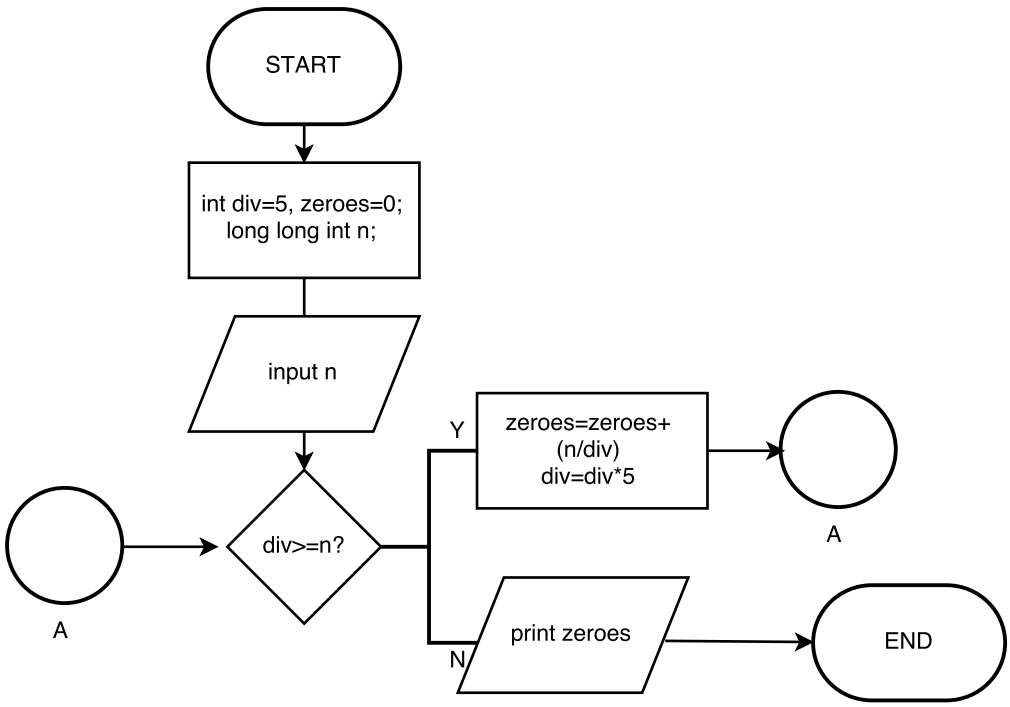 START
int div=5, zeroes=0;
long long int n;
input n
Y
zeroes=zeroes+
(n/div)
div=div*5
A
div>=n?
A
N
print zeroes
END